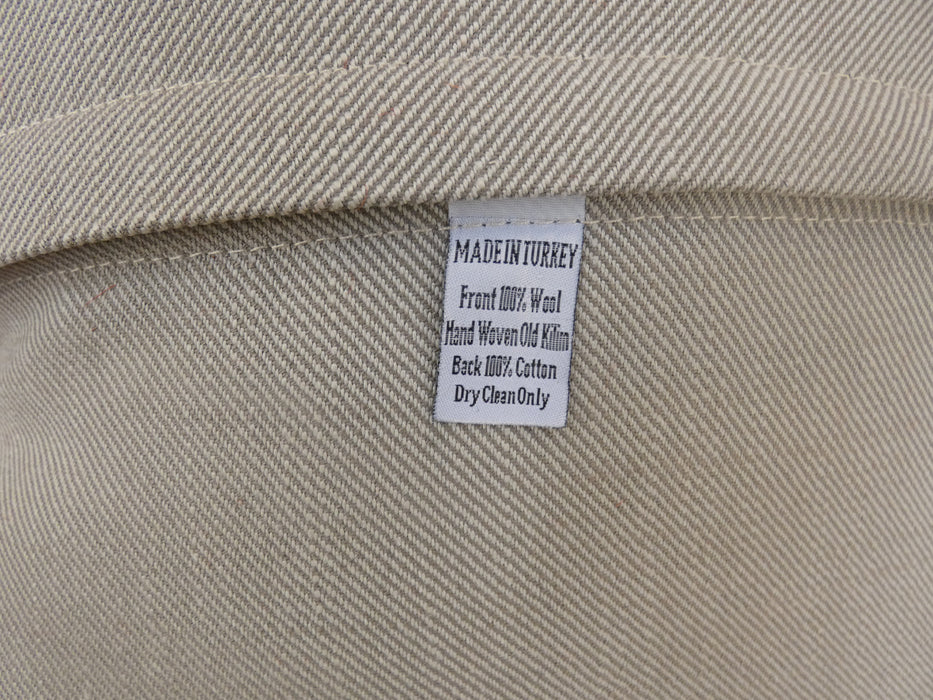 MADE IN TURKEY
Front 100% Wool
Hand Woven Old Kilim
Back 100% Cotton
Dry Clean Only